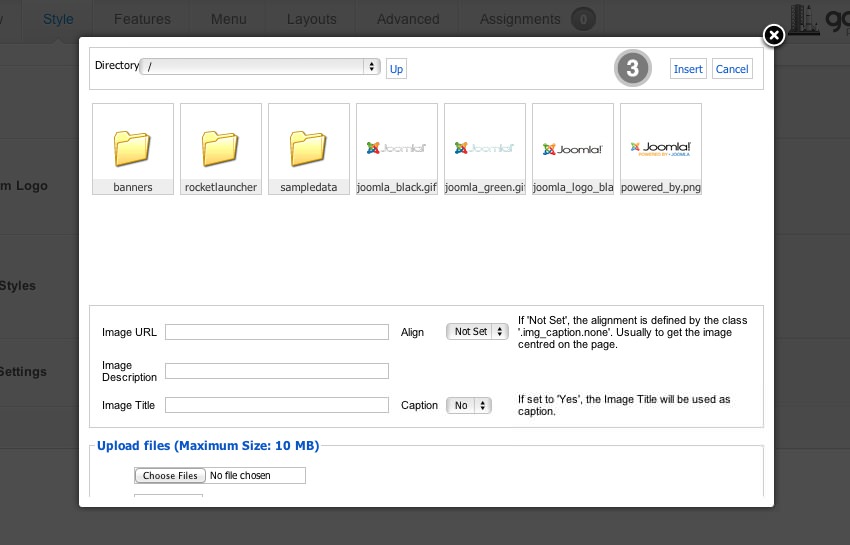 Style
Features
Menu
Layouts
Advanced
Assignments
0
Directory
/
Up
3
Insert
Cancel
Joomla!
Joomla!
Joomla!
Joomla!
POWERED BY JOOMLA
banners
rocketlauncher
sampledata
joomla_black.gif
joomla_green.gi
joomla_logo_bla
powered_by.png
m Logo
Styles
Settings
Image URL
Align
Not Set
If 'Not Set', the alignment is defined by the class
'.img_caption.none'. Usually to get the image
centred on the page.
Image
Description
Image Title
Caption
No
If set to 'Yes', the Image Title will be used as
caption.
Upload files (Maximum Size: 10 MB)
Choose Files
No file chosen